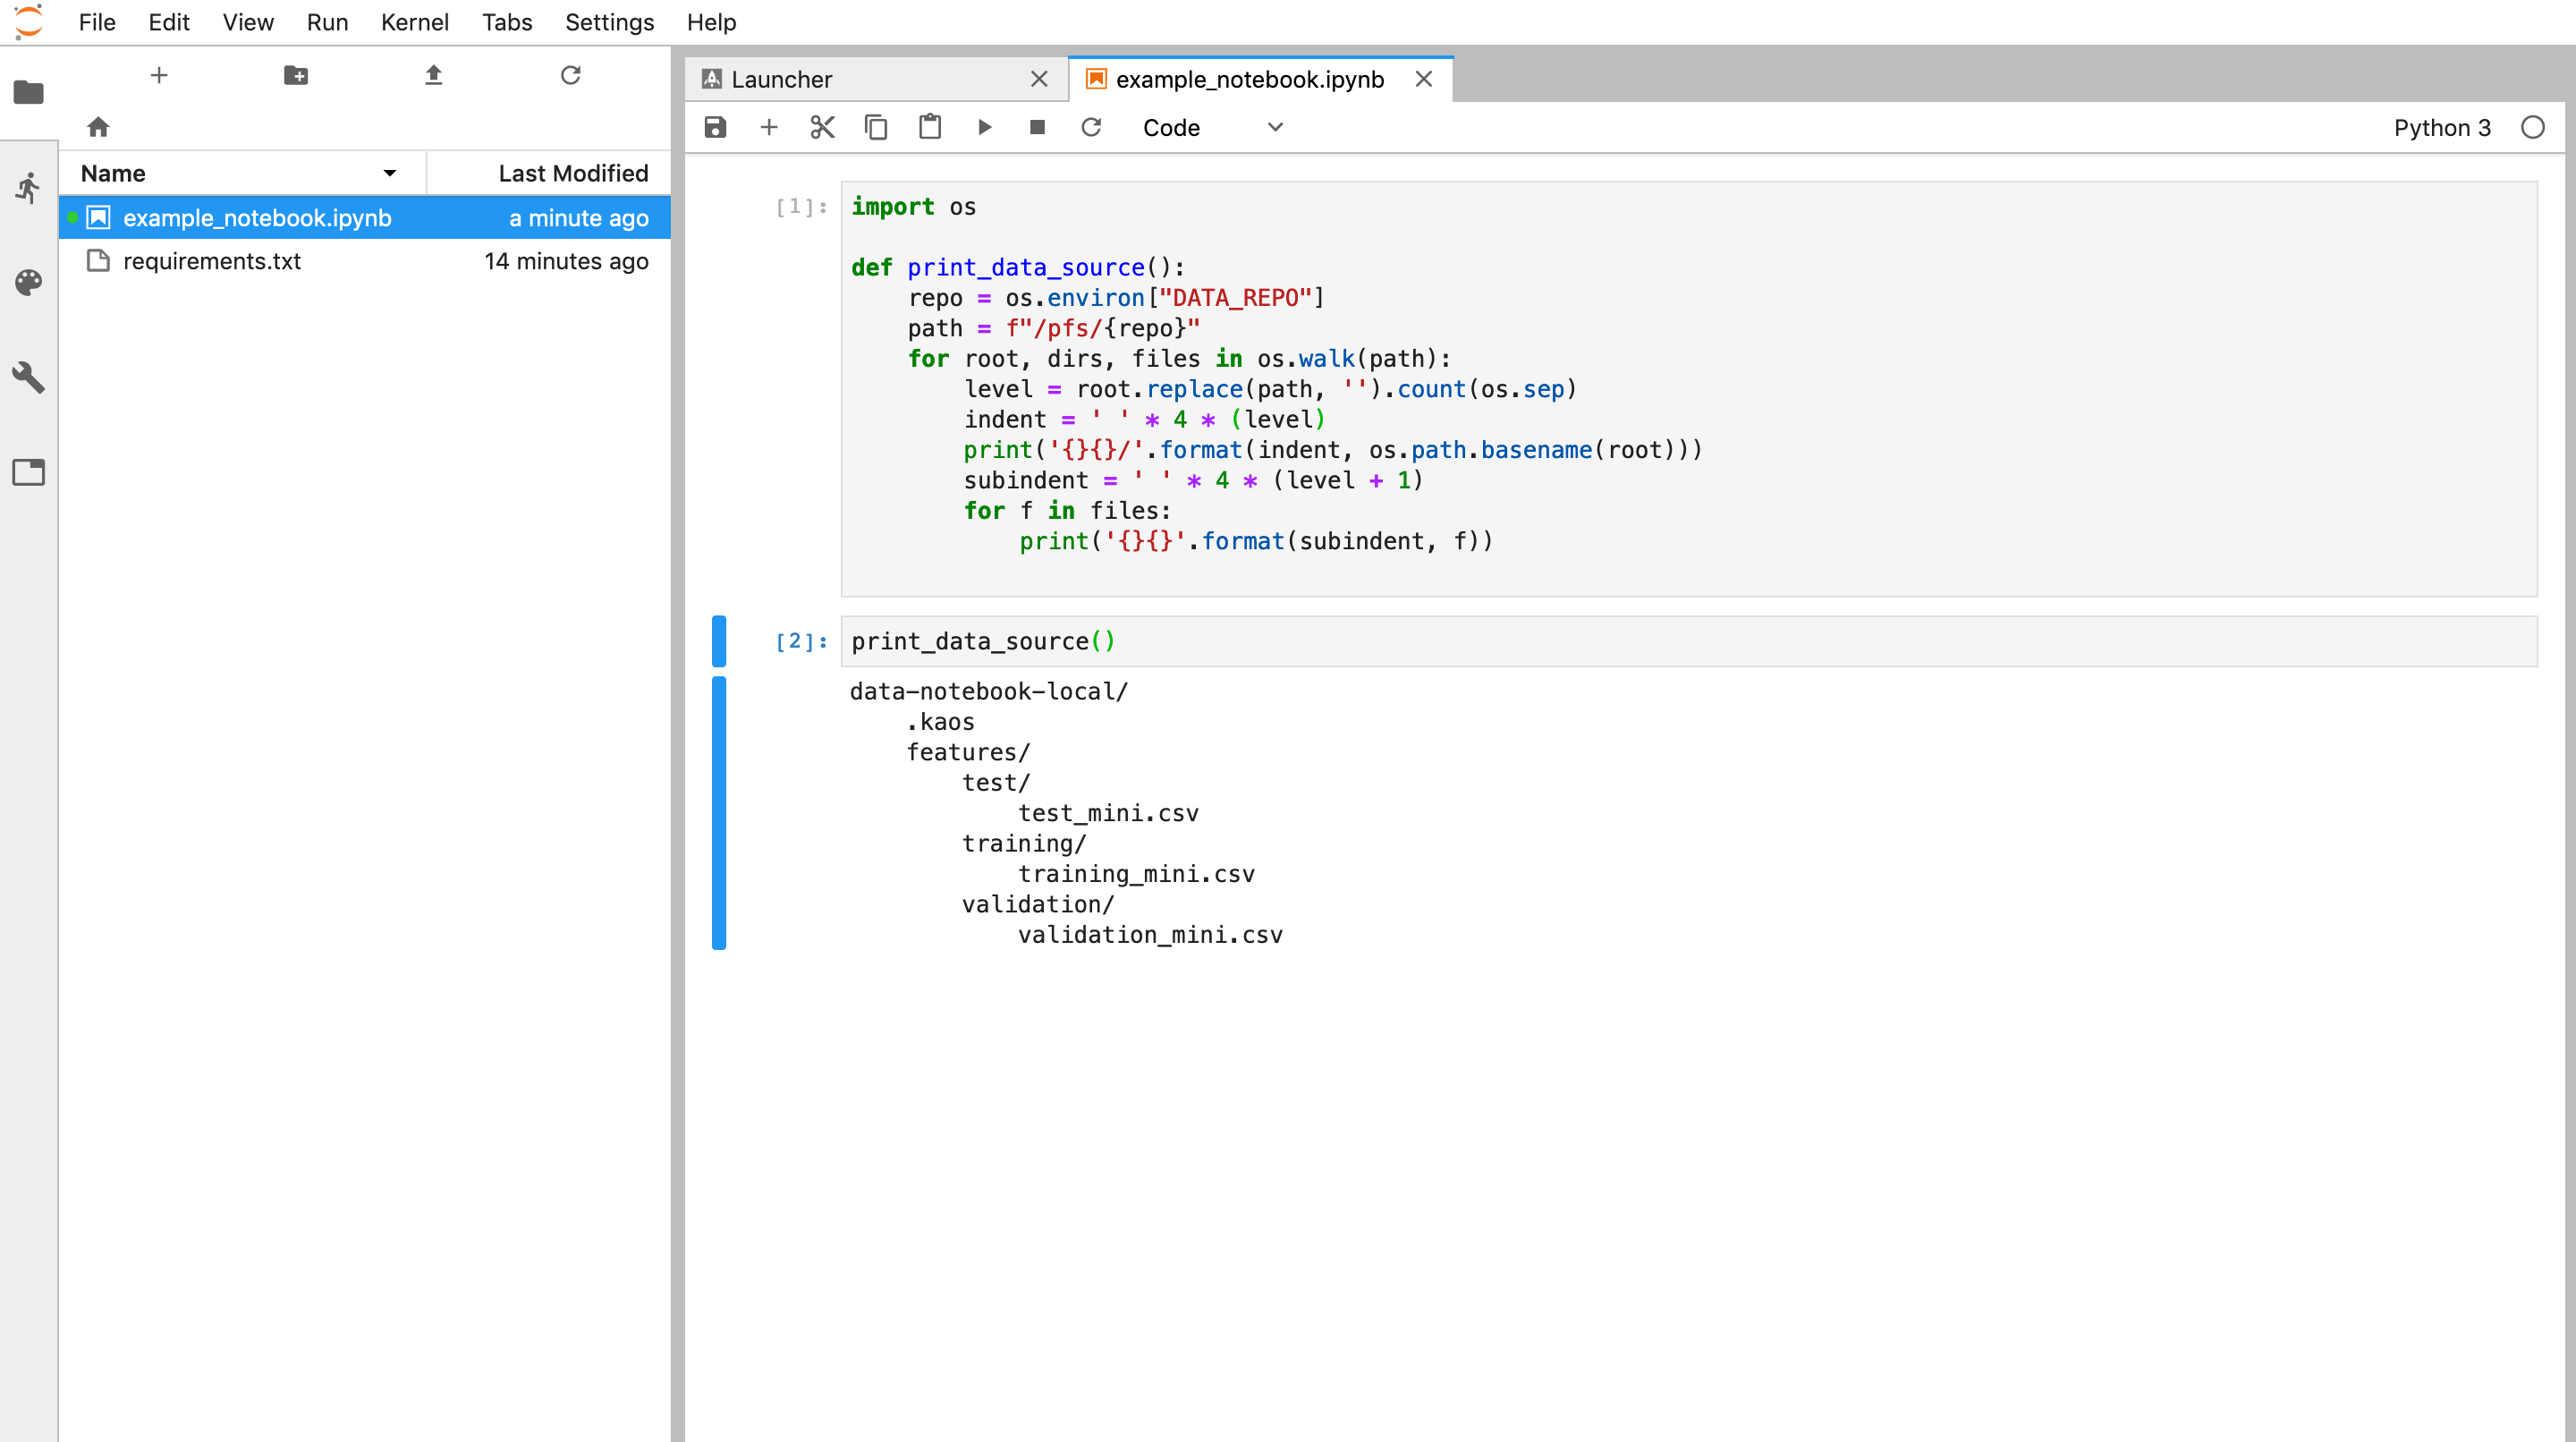 File Edit View Run Kernel Tabs Settings Help
Name Last Modified
example_notebook.ipynb a minute ago
requirements.txt 14 minutes ago
Launcher example_notebook.ipynb
Code Python 3
[1]: import os

def print_data_source():
    repo = os.environ["DATA_REPO"]
    path = f"/pfs/{repo}"
    for root, dirs, files in os.walk(path):
        level = root.replace(path, '').count(os.sep)
        indent = ' ' * 4 * (level)
        print('{}{}/'.format(indent, os.path.basename(root)))
        subindent = ' ' * 4 * (level + 1)
        for f in files:
            print('{}{}'.format(subindent, f))

[2]: print_data_source()
data-notebook-local/
    .kaos
    features/
        test/
            test_mini.csv
        training/
            training_mini.csv
        validation/
            validation_mini.csv